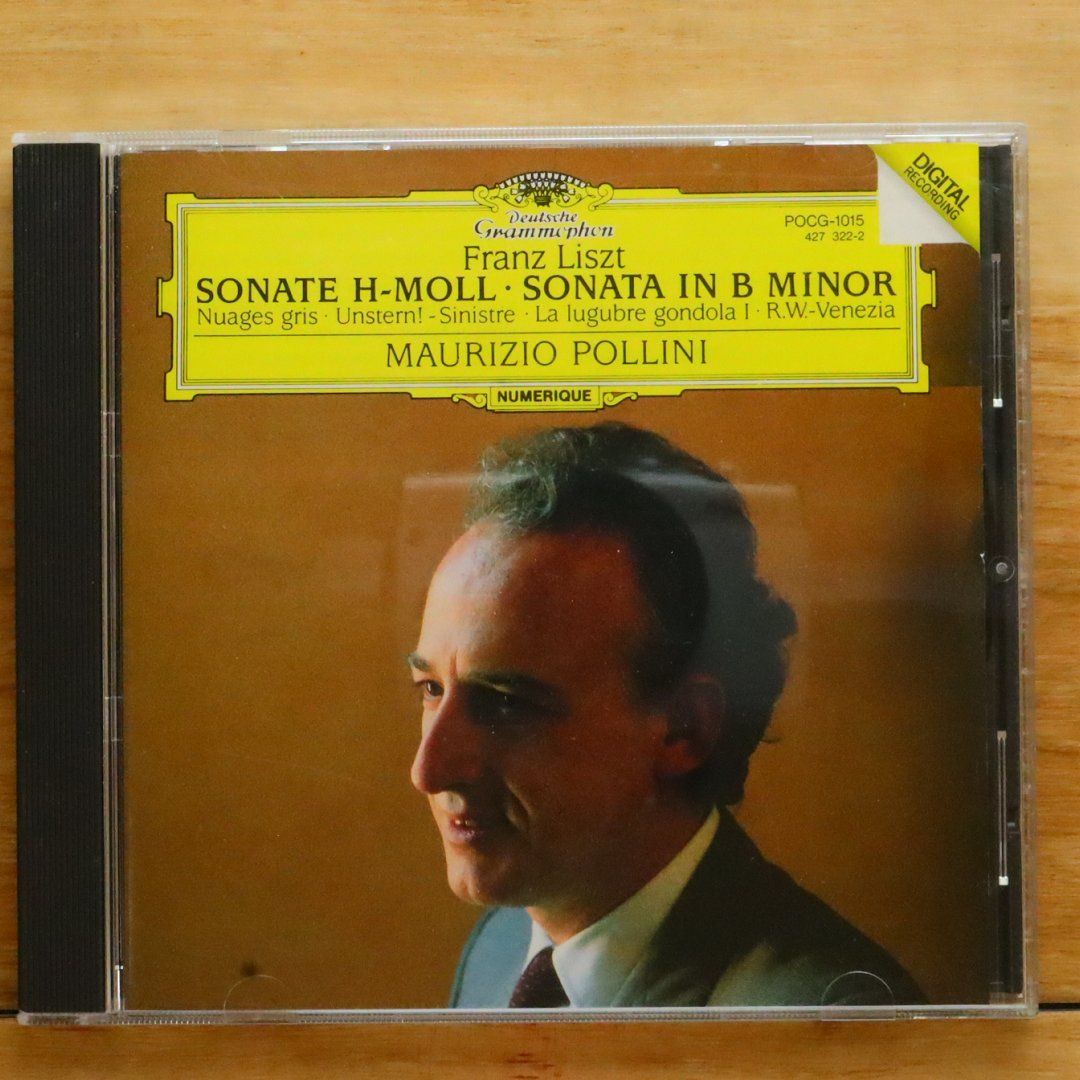 DIGITAL
RECORDING
Deutsche
Grammophon
POCG-1015
427 322-2
Franz Liszt
SONATE H-MOLL · SONATA IN B MINOR
Nuages gris · Unstern! - Sinistre · La lugubre gondola I · R.W.-Venezia
MAURIZIO POLLINI
NUMERIQUE